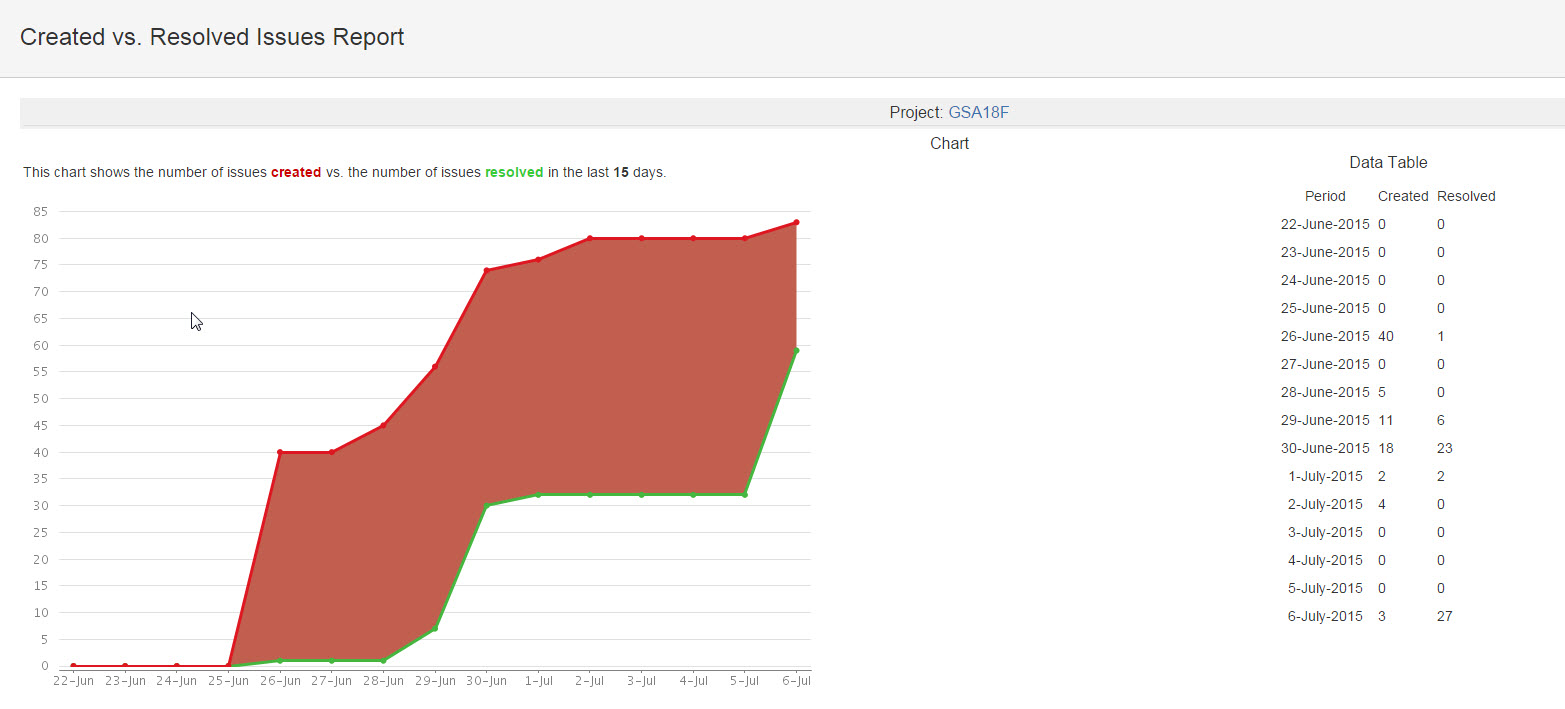 Created vs. Resolved Issues Report
Project: GSA18F
Chart
This chart shows the number of issues created vs. the number of issues resolved in the last 15 days.
85
80
75
70
65
60
55
50
45
40
35
30
25
20
15
10
5
0
22-Jun 23-Jun 24-Jun 25-Jun 26-Jun 27-Jun 28-Jun 29-Jun 30-Jun 1-Jul 2-Jul 3-Jul 4-Jul 5-Jul 6-Jul
Data Table
Period Created Resolved
22-June-2015 0 0
23-June-2015 0 0
24-June-2015 0 0
25-June-2015 0 0
26-June-2015 40 1
27-June-2015 0 0
28-June-2015 5 0
29-June-2015 11 6
30-June-2015 18 23
1-July-2015 2 2
2-July-2015 4 0
3-July-2015 0 0
4-July-2015 0 0
5-July-2015 0 0
6-July-2015 3 27